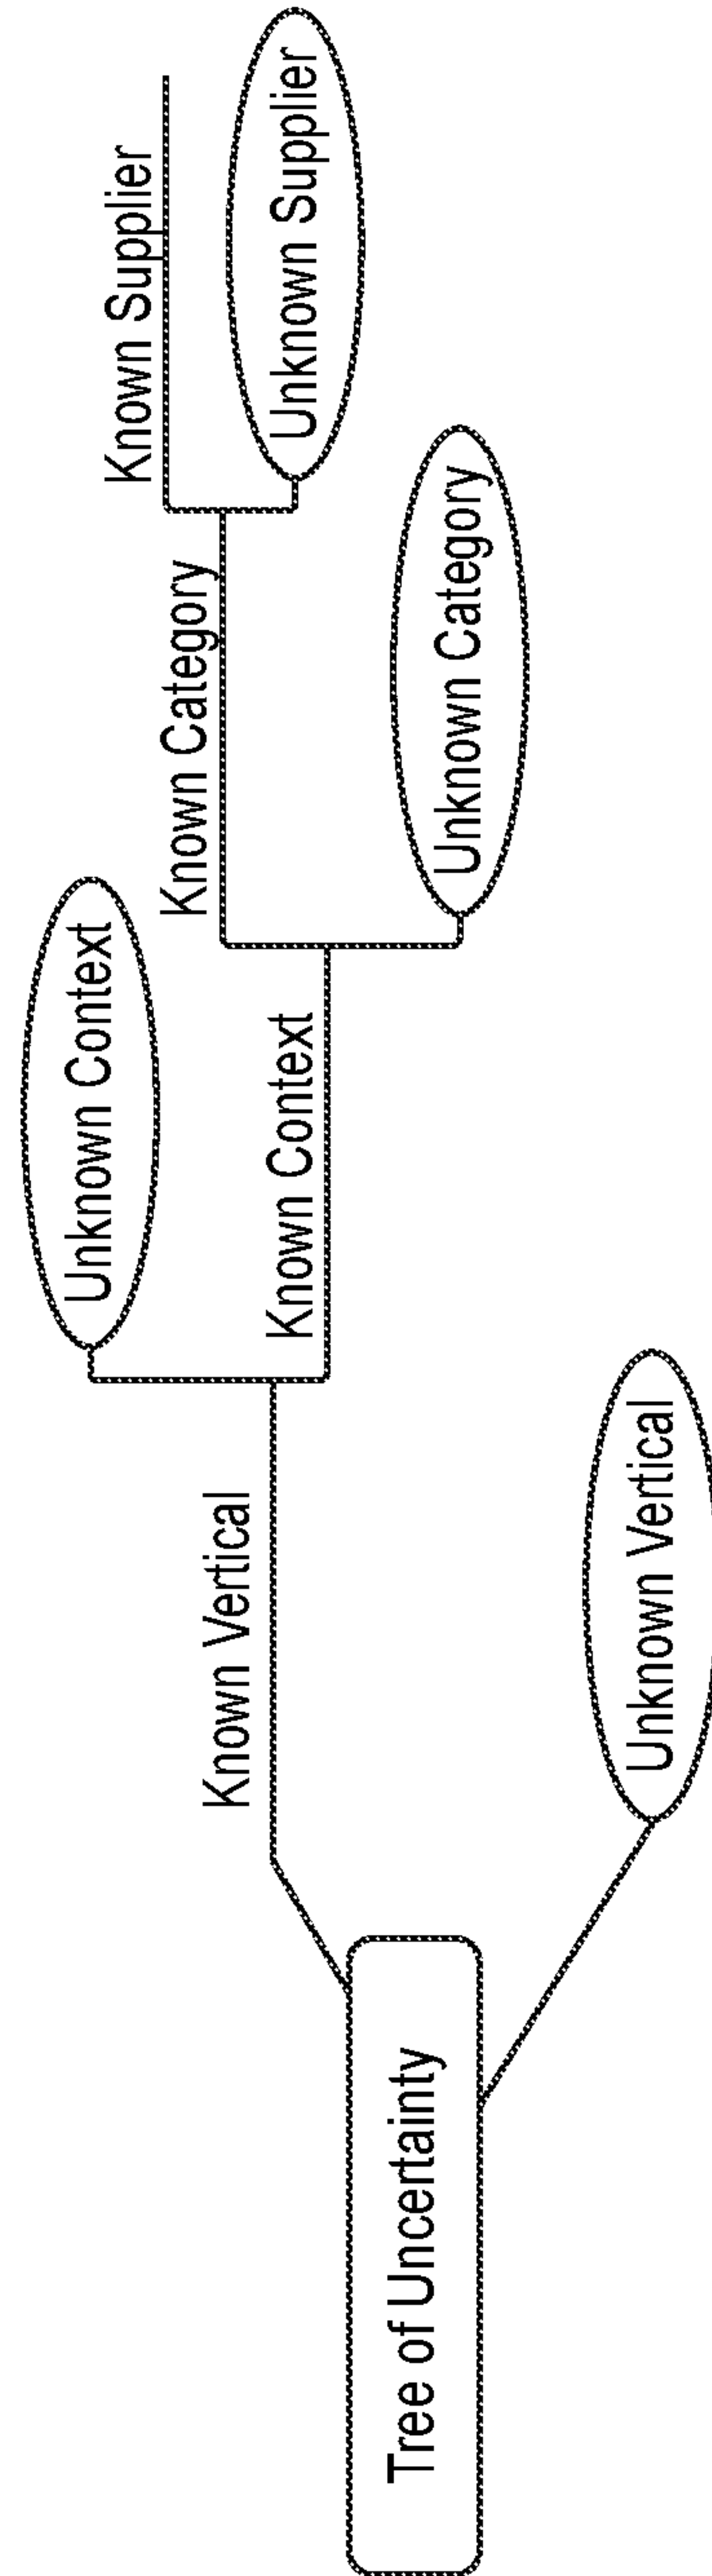 Tree of Uncertainty
Known Vertical
Unknown Vertical
Unknown Context
Known Context
Known Category
Unknown Category
Known Supplier
Unknown Supplier